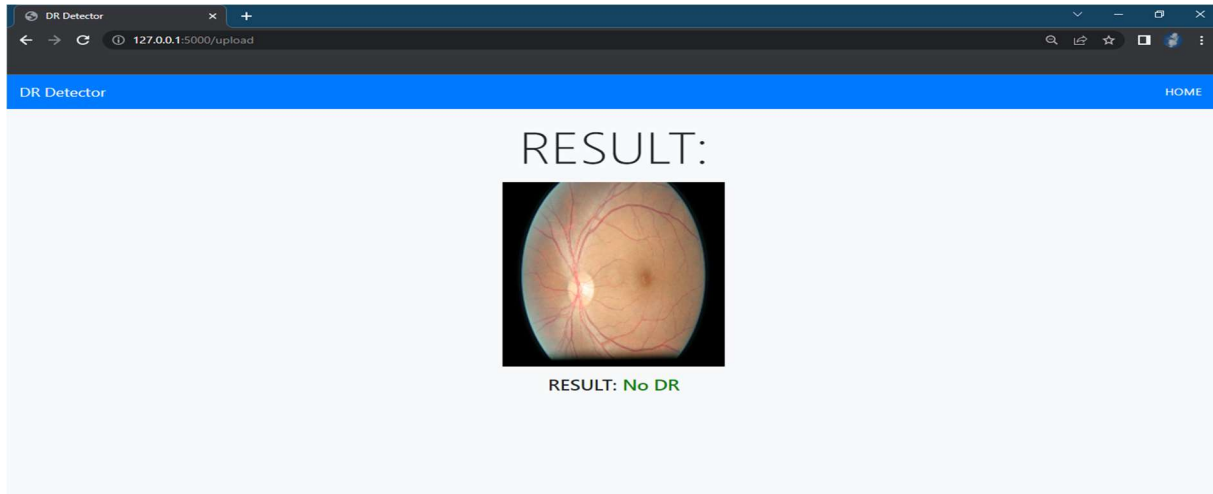 DR Detector
127.0.0.1:5000/upload
DR Detector HOME
RESULT:
RESULT: No DR